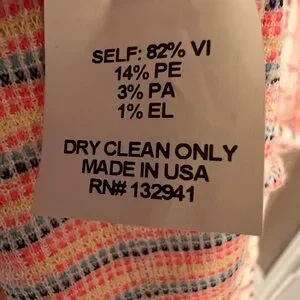 SELF: 82% VI
14% PE
3% PA
1% EL
DRY CLEAN ONLY
MADE IN USA
RN# 132941